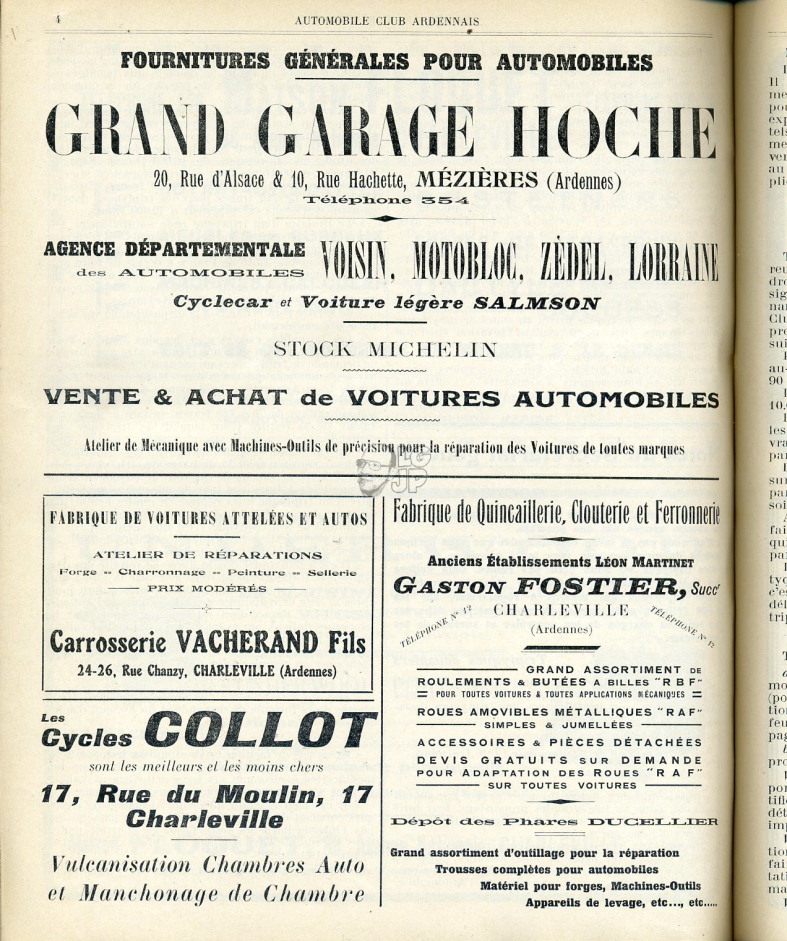 4
AUTOMOBILE CLUB ARDENNAIS
FOURNITURES GÉNÉRALES POUR AUTOMOBILES
GRAND GARAGE HOCHE
20, Rue d'Alsace & 10, Rue Hachette, MÉZIÈRES (Ardennes)
Téléphone 354
AGENCE DÉPARTEMENTALE
des AUTOMOBILES
VOISIN, MOTOBLOC, ZÈDEL, LORRAINE
Cyclecar et Voiture légère SALMSON
STOCK MICHELIN
VENTE & ACHAT de VOITURES AUTOMOBILES
Atelier de Mécanique avec Machines-Outils de précision pour la réparation des Voitures de toutes marques
LG
JP
FABRIQUE DE VOITURES ATTELÉES ET AUTOS
ATELIER DE RÉPARATIONS
Forge -- Charronnage -- Peinture -- Sellerie
PRIX MODÉRÉS
Carrosserie VACHERAND Fils
24-26, Rue Chanzy, CHARLEVILLE (Ardennes)
Les
Cycles COLLOT
sont les meilleurs et les moins chers
17, Rue du Moulin, 17
Charleville
Vulcanisation Chambres Auto
et Manchonage de Chambre
Fabrique de Quincaillerie, Clouterie et Ferronnerie
Anciens Établissements LÉON MARTINET
GASTON FOSTIER, Succr
CHARLEVILLE
(Ardennes)
TÉLÉPHONE N° 12
TÉLÉPHONE N° 12
GRAND ASSORTIMENT DE
ROULEMENTS & BUTÉES A BILLES "RBF"
POUR TOUTES VOITURES & TOUTES APPLICATIONS MÉCANIQUES
ROUES AMOVIBLES MÉTALLIQUES "RAF"
SIMPLES & JUMELLÉES
ACCESSOIRES & PIÈCES DÉTACHÉES
DEVIS GRATUITS SUR DEMANDE
POUR ADAPTATION DES ROUES "RAF"
SUR TOUTES VOITURES
Dépôt des Phares DUCELLIER
Grand assortiment d'outillage pour la réparation
Trousses complètes pour automobiles
Matériel pour forges, Machines-Outils
Appareils de levage, etc..., etc.....